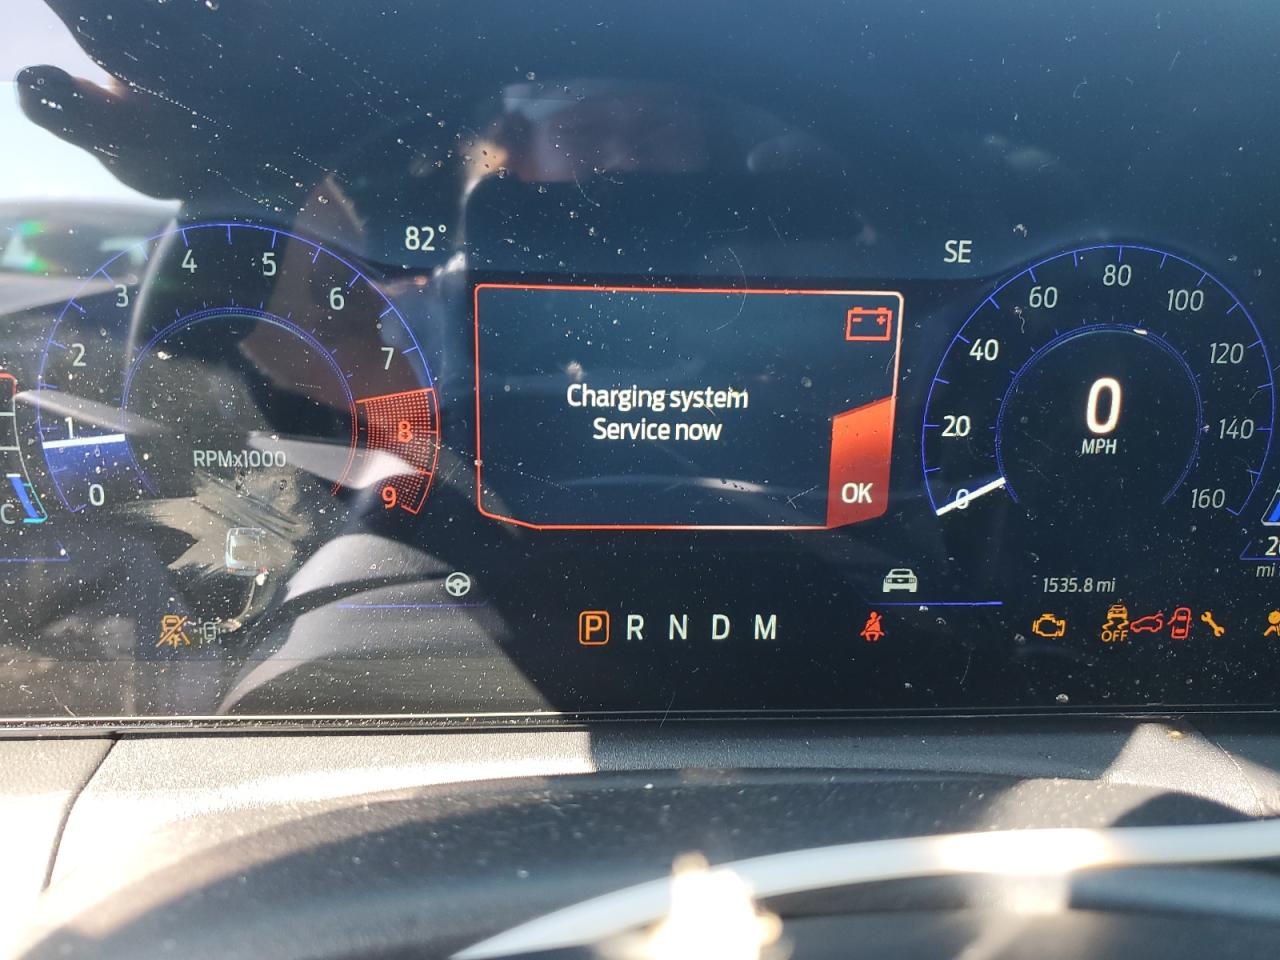 82°
SE
4 5
3 6
2 7
1 8
0 9
RPMx1000
C
Charging system
Service now
OK
80
60 100
40 120
20 140
0 160
0
MPH
1535.8 mi
mi
P R N D M
OFF